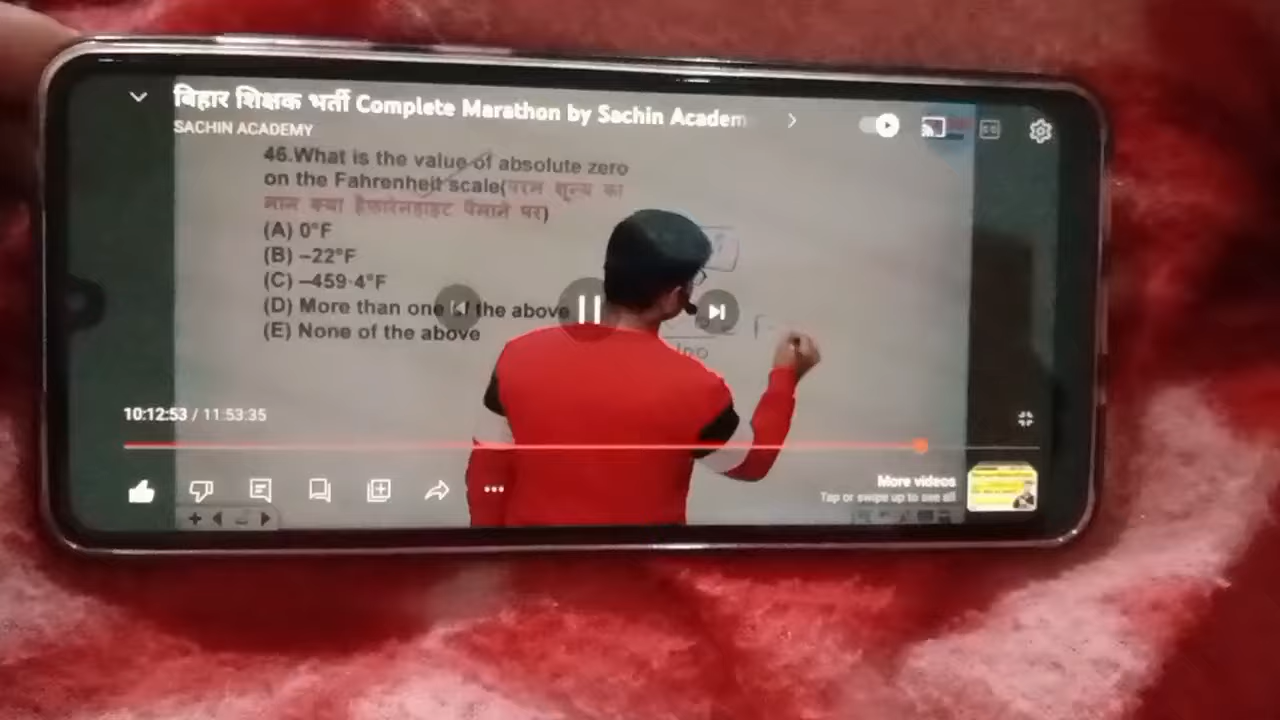 बिहार शिक्षक भर्ती Complete Marathon by Sachin Academ
SACHIN ACADEMY
46.What is the value of absolute zero
on the Fahrenheit scale(परम शून्य का
मान क्या हैफारेनहाइट पैमाने पर)
(A) 0°F
(B) –22°F
(C) –459·4°F
(D) More than one of the above
(E) None of the above
100
10:12:53 / 11:53:35
More videos
Tap or swipe up to see all